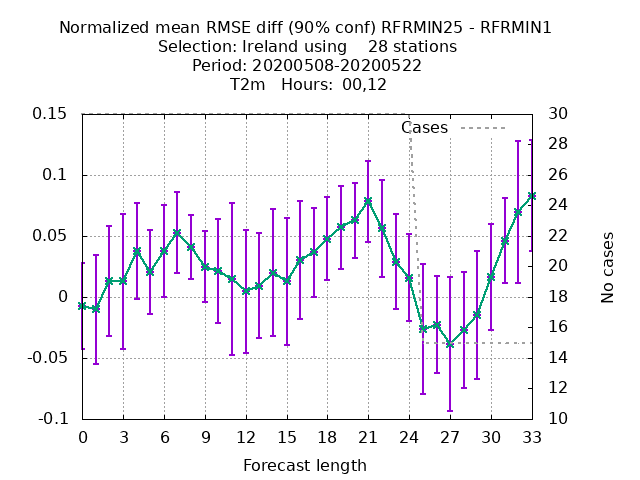 Normalized mean RMSE diff (90% conf) RFRMIN25 - RFRMIN1
Selection: Ireland using    28 stations
Period: 20200508-20200522
T2m   Hours:  00,12
Cases
0.15
0.1
0.05
0
-0.05
-0.1
30
28
26
24
22
20
18
16
14
12
10
No cases
0 3 6 9 12 15 18 21 24 27 30 33
Forecast length